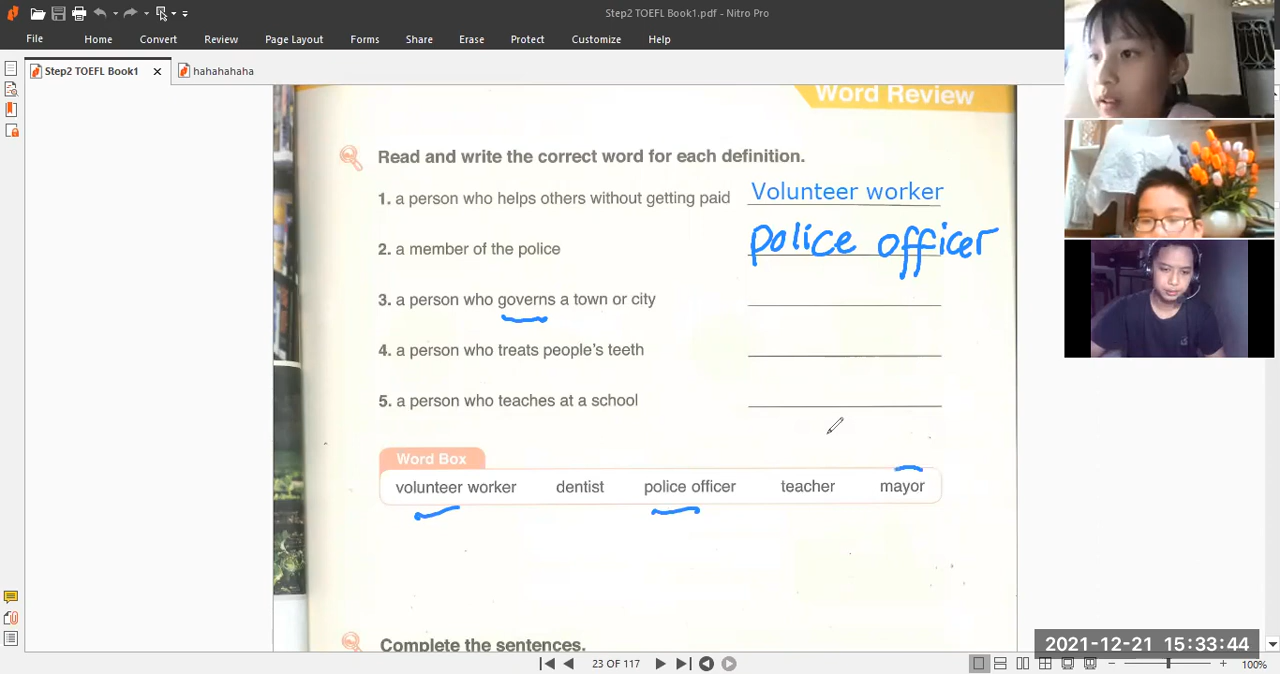 Step2 TOEFL Book1.pdf - Nitro Pro
File Home Convert Review Page Layout Forms Share Erase Protect Customize Help
Step2 TOEFL Book1 hahahahaha
Word Review
Read and write the correct word for each definition.
1. a person who helps others without getting paid Volunteer worker
2. a member of the police police officer
3. a person who governs a town or city
4. a person who treats people's teeth
5. a person who teaches at a school
Word Box
volunteer worker dentist police officer teacher mayor
Complete the sentences.
2021-12-21 15:33:44
23 OF 117
100%